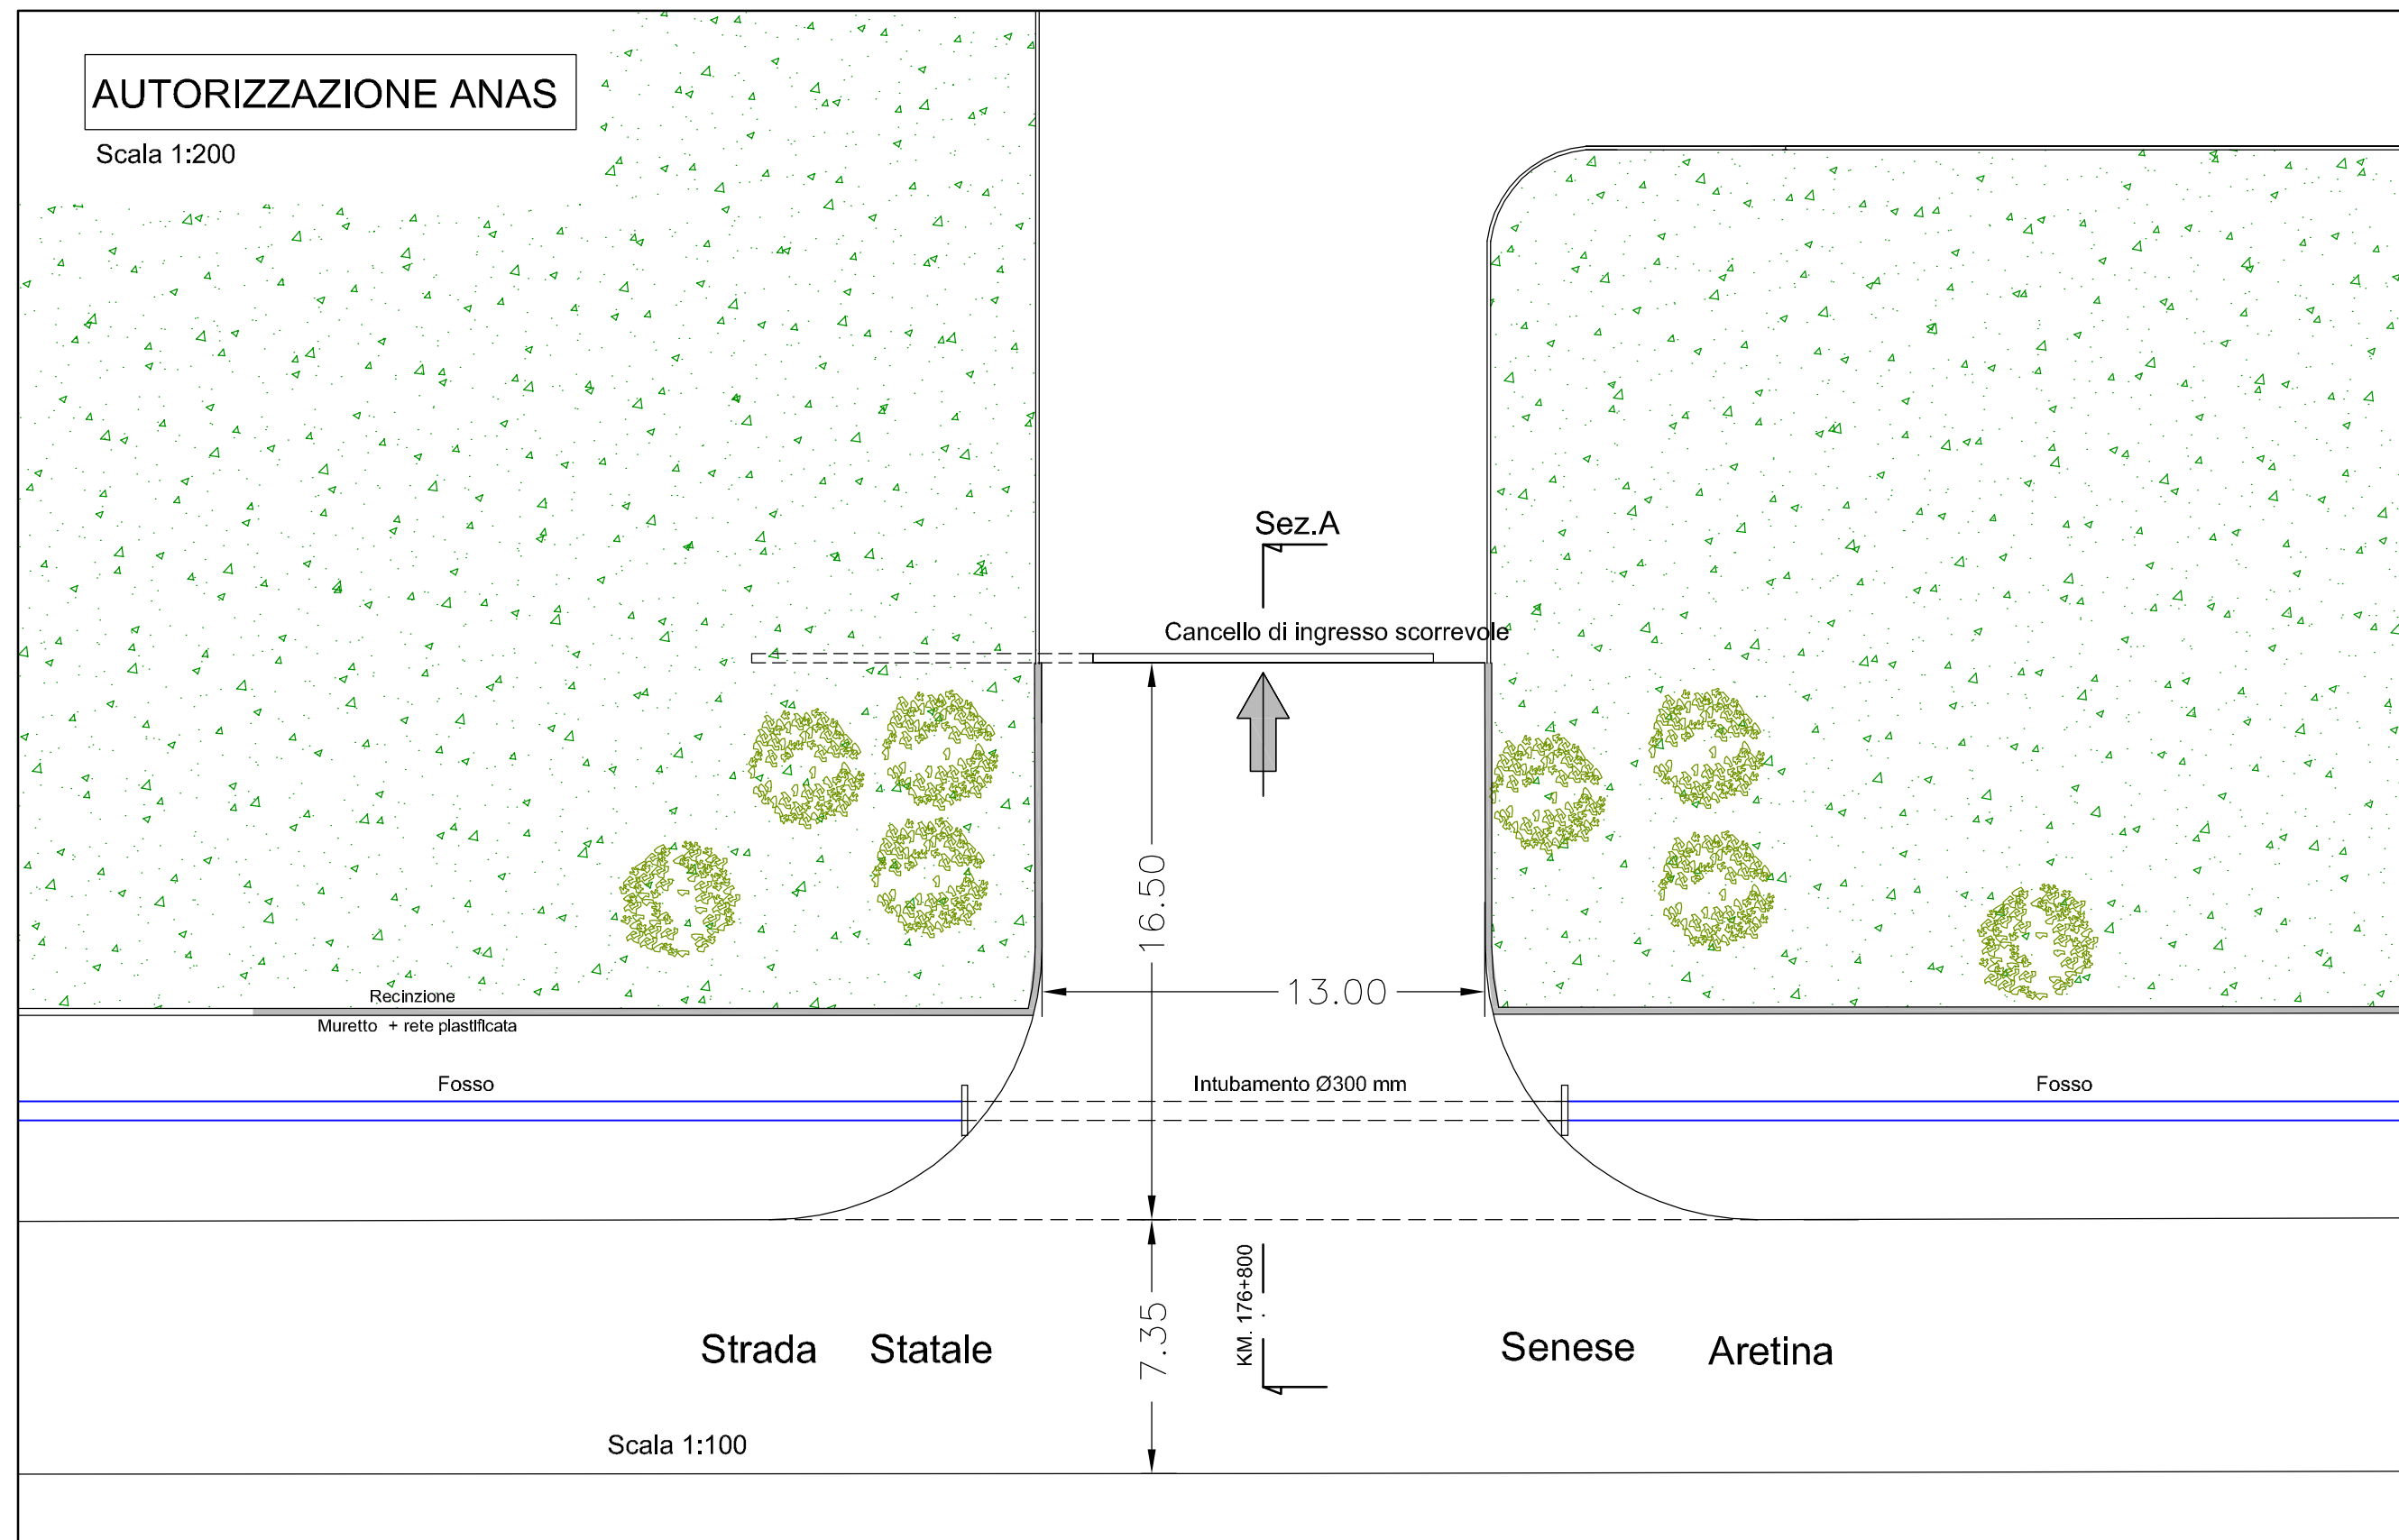 AUTORIZZAZIONE ANAS
Scala 1:200
Sez.A
Cancello di ingresso scorrevole
16.50
13.00
Recinzione
Muretto + rete plastificata
Fosso
Intubamento Ø300 mm
Fosso
KM. 176+800
7.35
Strada Statale Senese Aretina
Scala 1:100